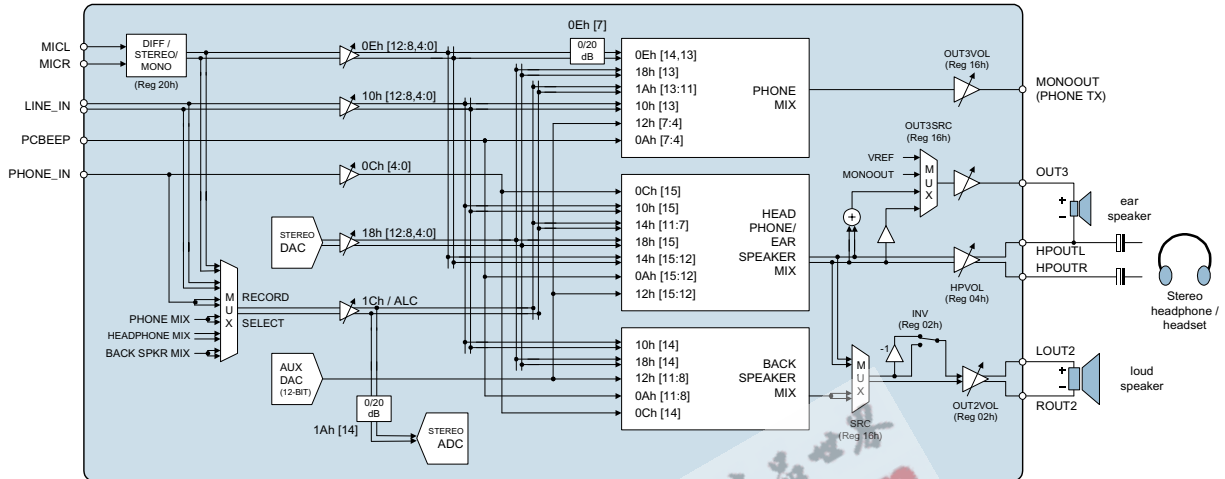 MICL
MICR
LINE_IN
PCBEEP
PHONE_IN
DIFF /
STEREO/
MONO
(Reg 20h)
0Eh [12:8,4:0]
10h [12:8,4:0]
0Ch [4:0]
STEREO
DAC
18h [12:8,4:0]
MUX
RECORD
SELECT
1Ch / ALC
PHONE MIX
HEADPHONE MIX
BACK SPKR MIX
AUX
DAC
(12-BIT)
0/20
dB
1Ah [14]
STEREO
ADC
0Eh [7]
0/20
dB
0Eh [14,13]
18h [13]
1Ah [13:11]
10h [13]
12h [7:4]
0Ah [7:4]
PHONE
MIX
0Ch [15]
10h [15]
14h [11:7]
18h [15]
14h [15:12]
0Ah [15:12]
12h [15:12]
HEAD
PHONE/
EAR
SPEAKER
MIX
10h [14]
18h [14]
12h [11:8]
0Ah [11:8]
0Ch [14]
BACK
SPEAKER
MIX
OUT3VOL
(Reg 16h)
MONOOUT
(PHONE TX)
OUT3SRC
(Reg 16h)
VREF
MONOOUT
MUX
+
OUT3
+
−
ear
speaker
HPOUTL
HPOUTR
HPVOL
(Reg 04h)
Stereo
headphone /
headset
INV
(Reg 02h)
-1
MUX
SRC
(Reg 16h)
OUT2VOL
(Reg 02h)
LOUT2
+
−
ROUT2
loud
speaker